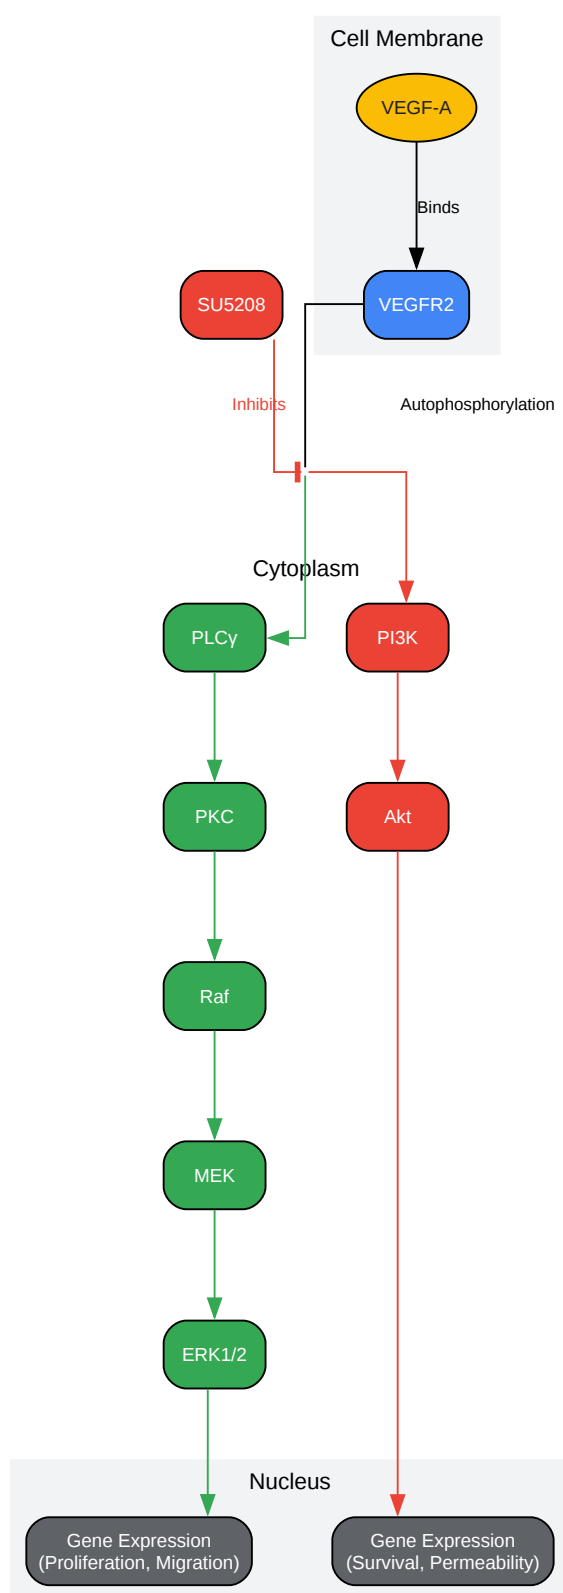 Cell Membrane
VEGF-A
Binds
SU5208
VEGFR2
Inhibits
Autophosphorylation
Cytoplasm
PLCγ
PI3K
PKC
Akt
Raf
MEK
ERK1/2
Nucleus
Gene Expression
(Proliferation, Migration)
Gene Expression
(Survival, Permeability)